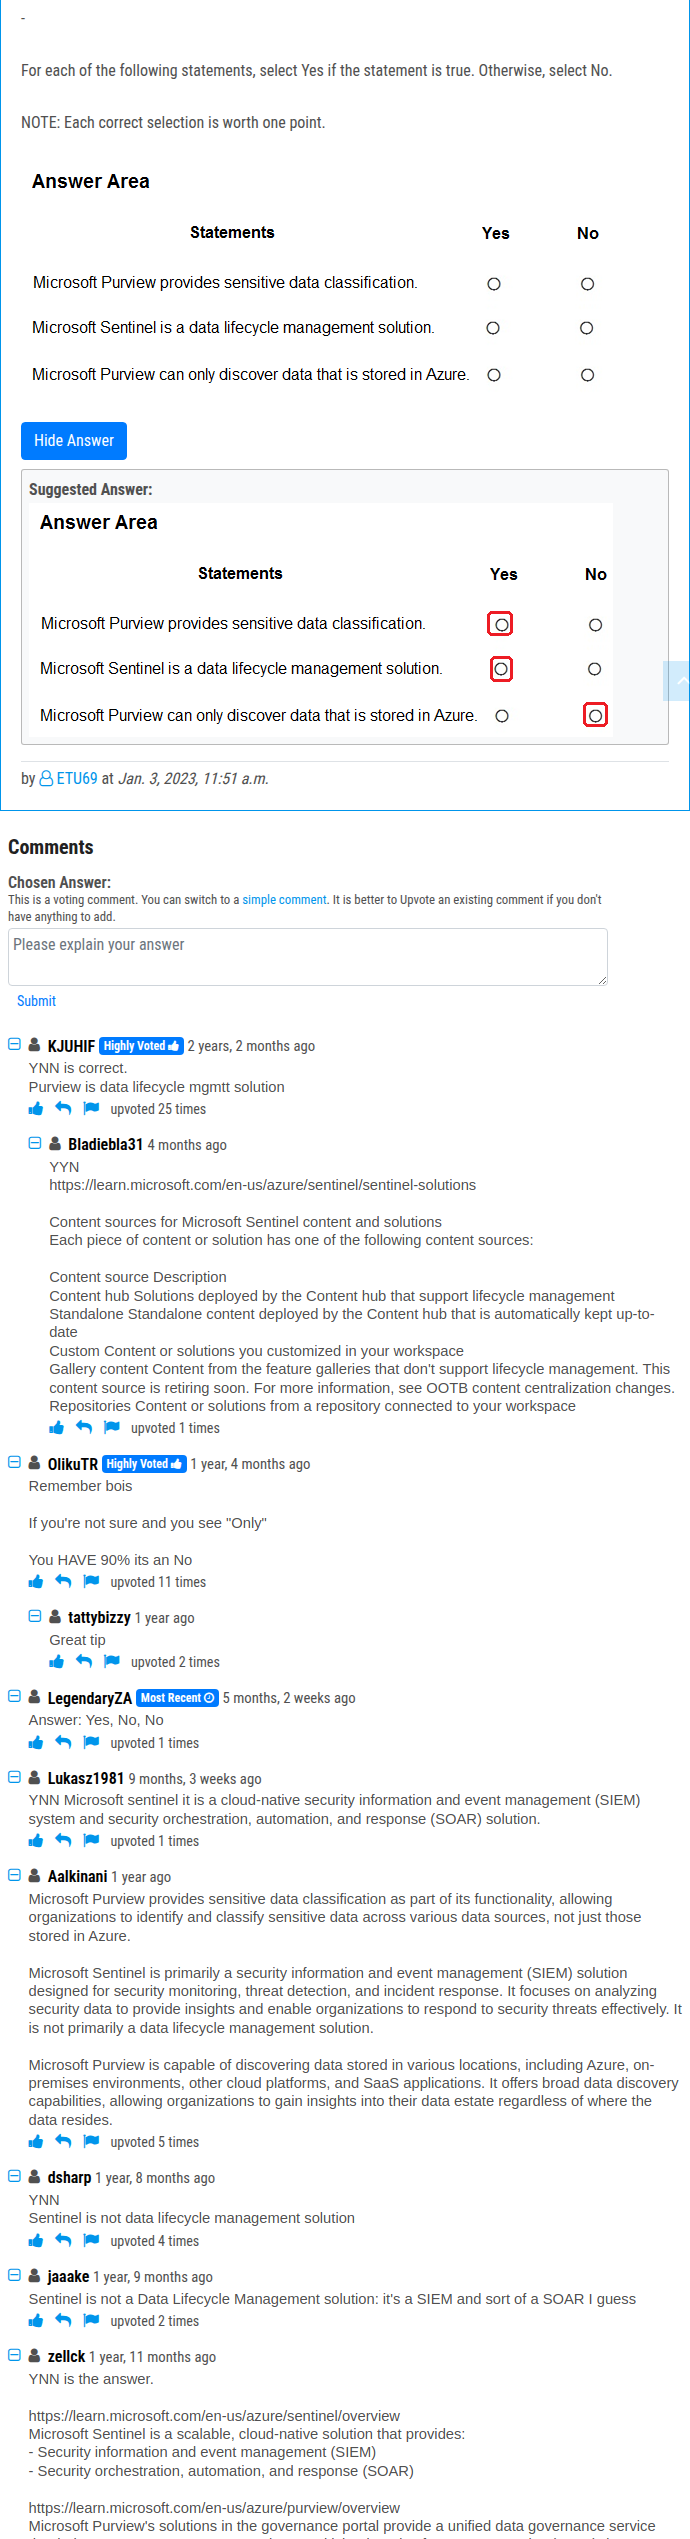 -
For each of the following statements, select Yes if the statement is true. Otherwise, select No.
NOTE: Each correct selection is worth one point.
Answer Area
Statements Yes No
Microsoft Purview provides sensitive data classification.
Microsoft Sentinel is a data lifecycle management solution.
Microsoft Purview can only discover data that is stored in Azure.
Hide Answer
Suggested Answer:
Answer Area
Statements Yes No
Microsoft Purview provides sensitive data classification.
Microsoft Sentinel is a data lifecycle management solution.
Microsoft Purview can only discover data that is stored in Azure.
by ETU69 at Jan. 3, 2023, 11:51 a.m.
Comments
Chosen Answer:
This is a voting comment. You can switch to a simple comment. It is better to Upvote an existing comment if you don't
have anything to add.
Please explain your answer
Submit
KJUHIF Highly Voted 2 years, 2 months ago
YNN is correct.
Purview is data lifecycle mgmtt solution
upvoted 25 times
Bladiebla31 4 months ago
YYN
https://learn.microsoft.com/en-us/azure/sentinel/sentinel-solutions
Content sources for Microsoft Sentinel content and solutions
Each piece of content or solution has one of the following content sources:
Content source Description
Content hub Solutions deployed by the Content hub that support lifecycle management
Standalone Standalone content deployed by the Content hub that is automatically kept up-to-
date
Custom Content or solutions you customized in your workspace
Gallery content Content from the feature galleries that don't support lifecycle management. This
content source is retiring soon. For more information, see OOTB content centralization changes.
Repositories Content or solutions from a repository connected to your workspace
upvoted 1 times
OlikuTR Highly Voted 1 year, 4 months ago
Remember bois
If you're not sure and you see "Only"
You HAVE 90% its an No
upvoted 11 times
tattybizzy 1 year ago
Great tip
upvoted 2 times
LegendaryZA Most Recent 5 months, 2 weeks ago
Answer: Yes, No, No
upvoted 1 times
Lukasz1981 9 months, 3 weeks ago
YNN Microsoft sentinel it is a cloud-native security information and event management (SIEM)
system and security orchestration, automation, and response (SOAR) solution.
upvoted 1 times
Aalkinani 1 year ago
Microsoft Purview provides sensitive data classification as part of its functionality, allowing
organizations to identify and classify sensitive data across various data sources, not just those
stored in Azure.
Microsoft Sentinel is primarily a security information and event management (SIEM) solution
designed for security monitoring, threat detection, and incident response. It focuses on analyzing
security data to provide insights and enable organizations to respond to security threats effectively. It
is not primarily a data lifecycle management solution.
Microsoft Purview is capable of discovering data stored in various locations, including Azure, on-
premises environments, other cloud platforms, and SaaS applications. It offers broad data discovery
capabilities, allowing organizations to gain insights into their data estate regardless of where the
data resides.
upvoted 5 times
dsharp 1 year, 8 months ago
YNN
Sentinel is not data lifecycle management solution
upvoted 4 times
jaaake 1 year, 9 months ago
Sentinel is not a Data Lifecycle Management solution: it's a SIEM and sort of a SOAR I guess
upvoted 2 times
zellck 1 year, 11 months ago
YNN is the answer.
https://learn.microsoft.com/en-us/azure/sentinel/overview
Microsoft Sentinel is a scalable, cloud-native solution that provides:
- Security information and event management (SIEM)
- Security orchestration, automation, and response (SOAR)
https://learn.microsoft.com/en-us/azure/purview/overview
Microsoft Purview's solutions in the governance portal provide a unified data governance service